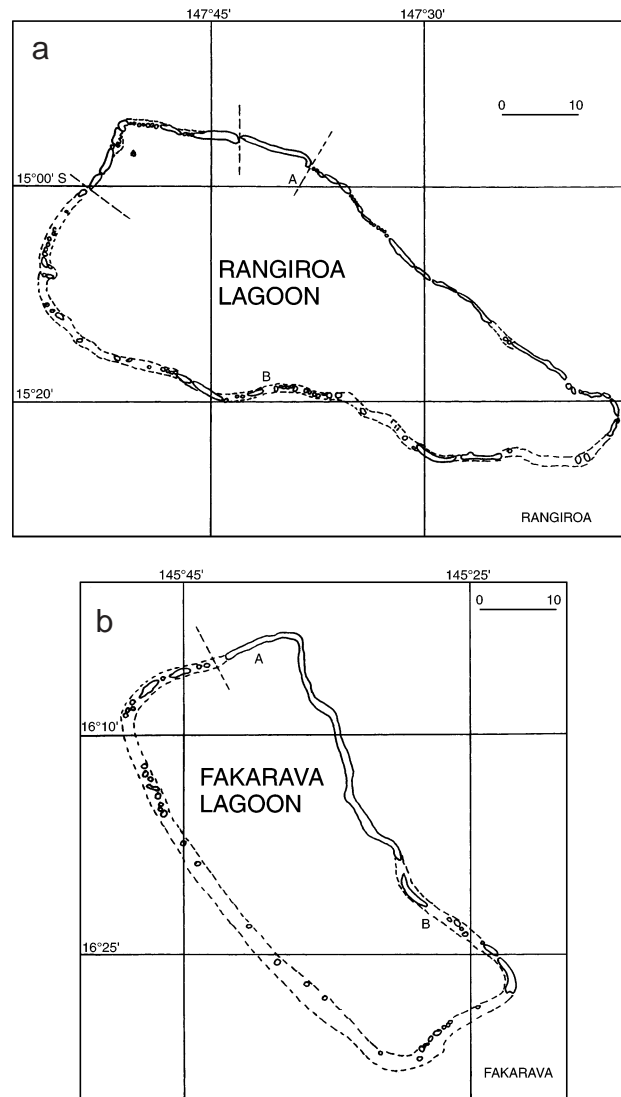 147°45' 147°30'
a
0 10
15°00' S
A
RANGIROA
LAGOON
B
15°20'
RANGIROA
145°45' 145°25'
b
0 10
A
16°10'
FAKARAVA
LAGOON
B
16°25'
FAKARAVA